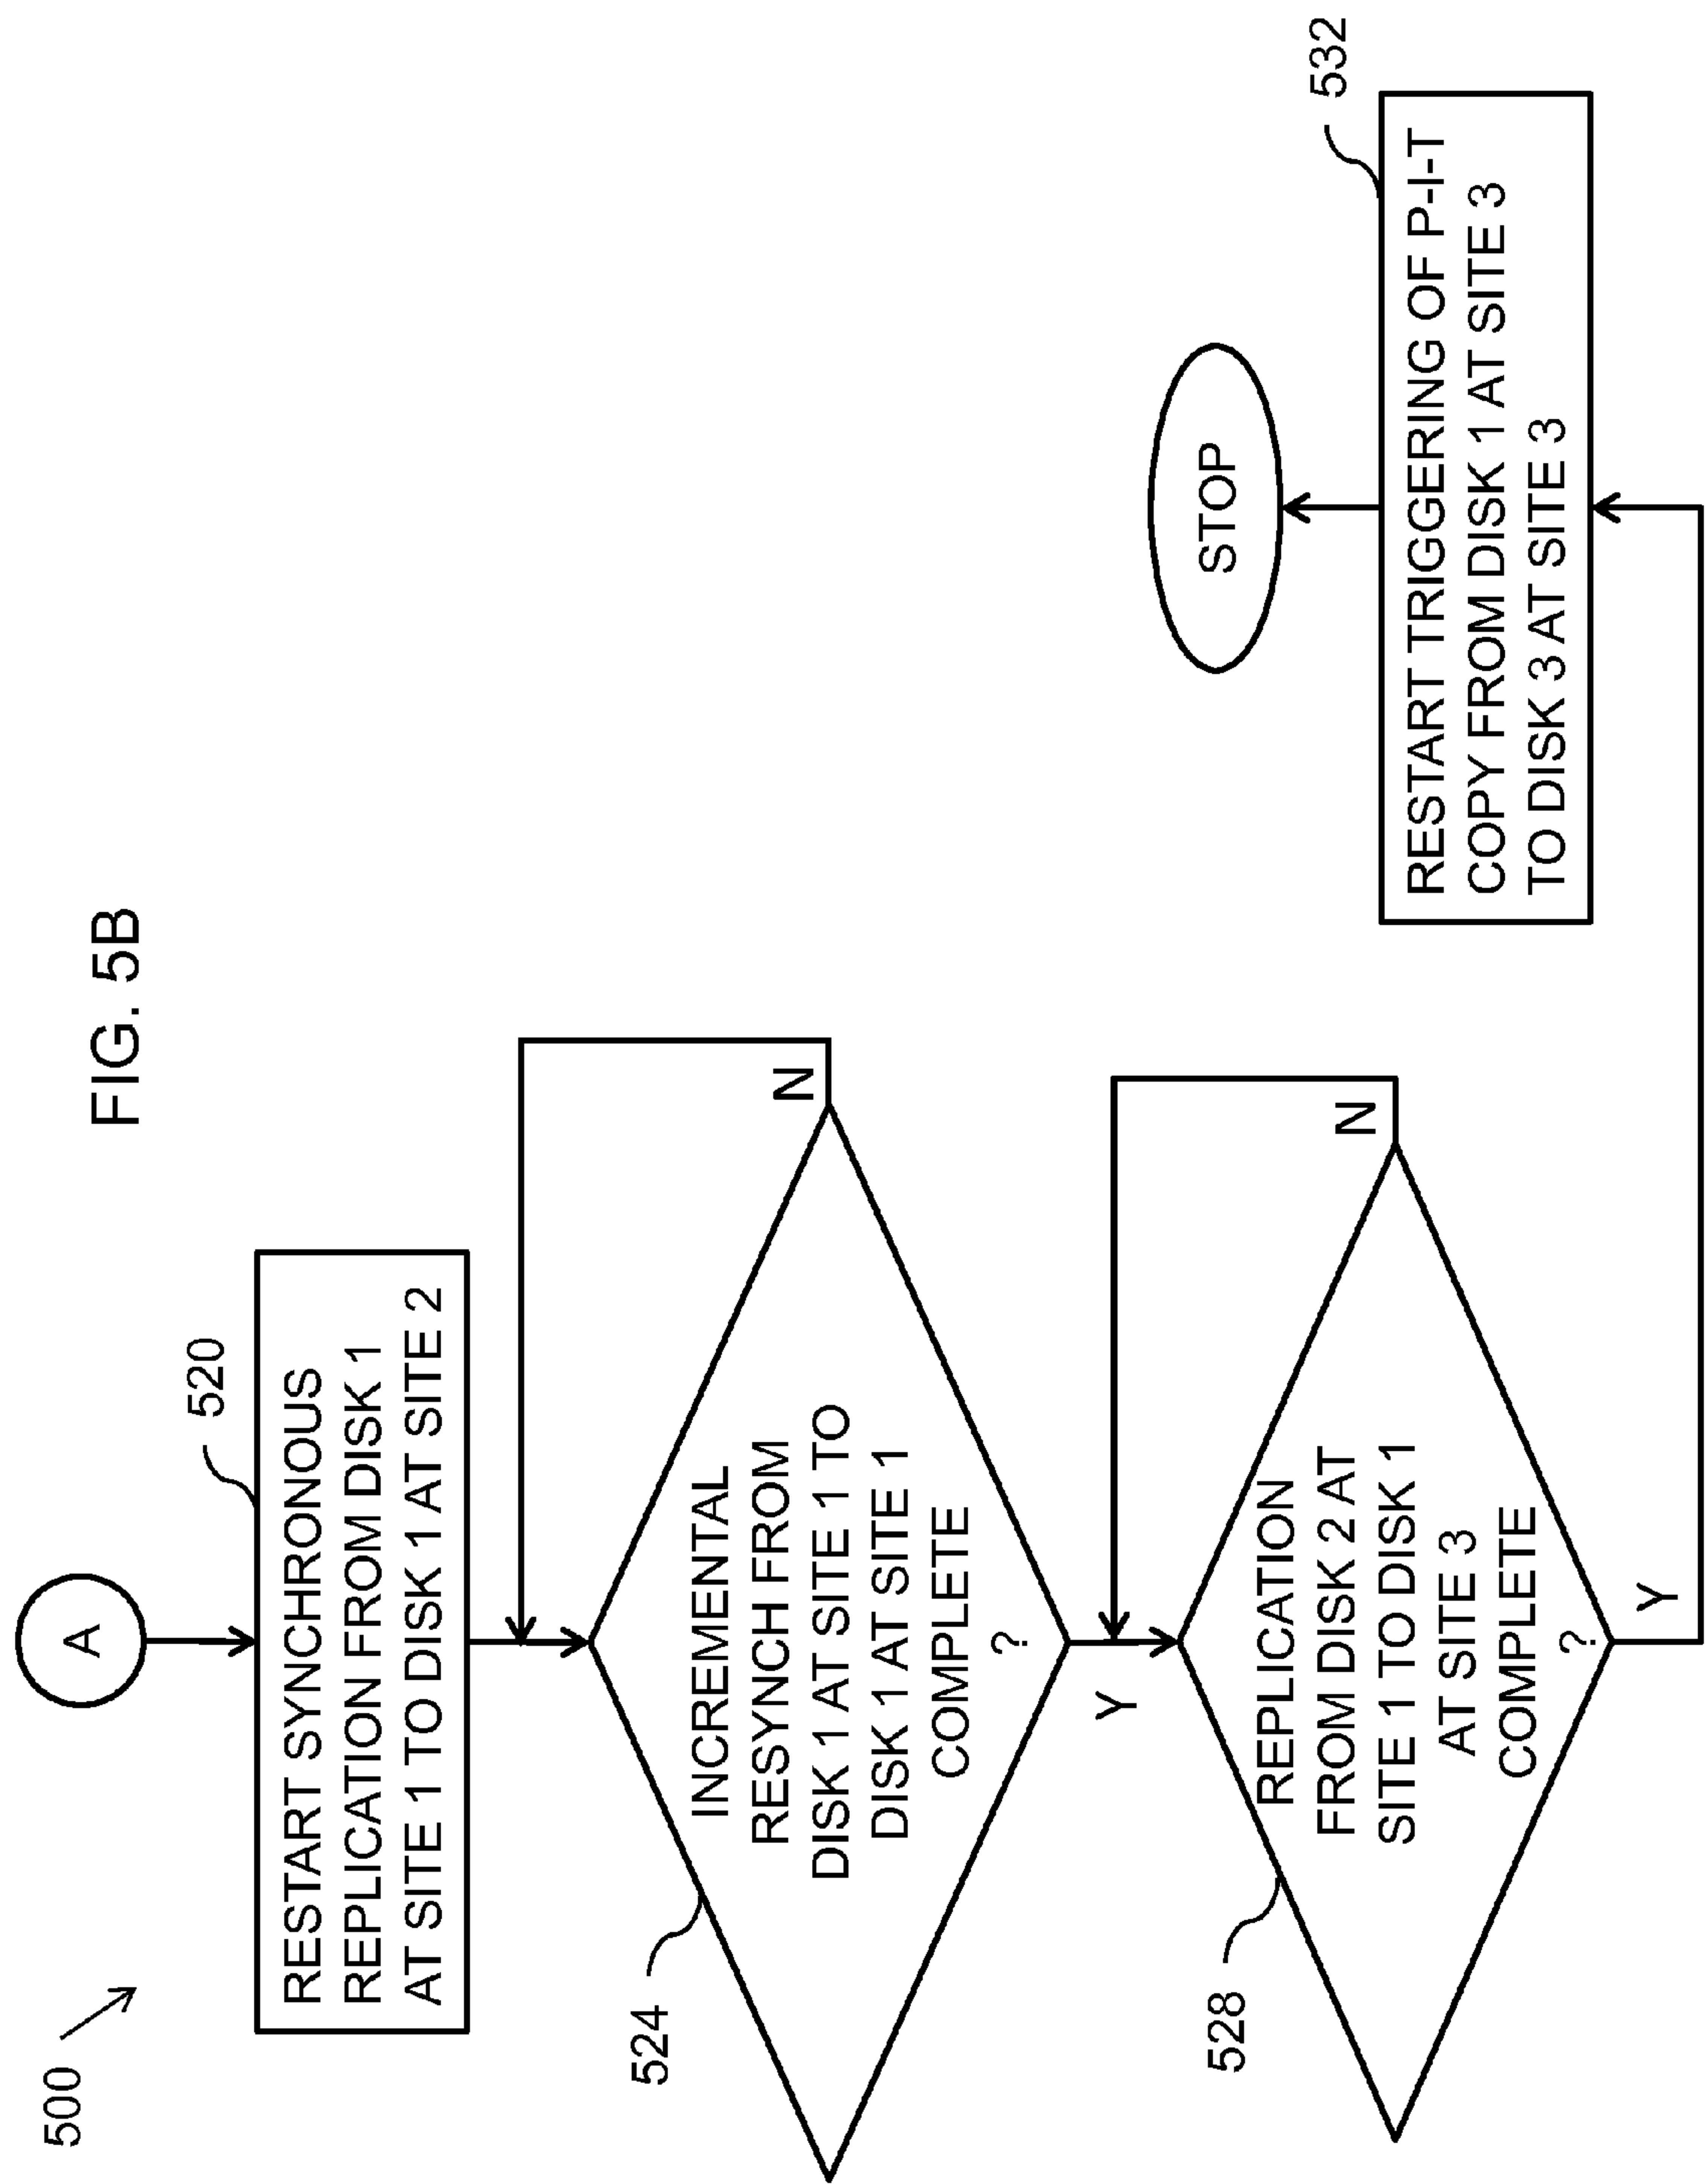 500
FIG. 5B
A
520
RESTART SYNCHRONOUS
REPLICATION FROM DISK 1
AT SITE 1 TO DISK 1 AT SITE 2
524
INCREMENTAL
RESYNCH FROM
DISK 1 AT SITE 1 TO
DISK 1 AT SITE 1
COMPLETE
?
N
Y
528
REPLICATION
FROM DISK 2 AT
SITE 1 TO DISK 1
AT SITE 3
COMPLETE
?
N
Y
532
RESTART TRIGGERING OF P-I-T
COPY FROM DISK 1 AT SITE 3
TO DISK 3 AT SITE 3
STOP